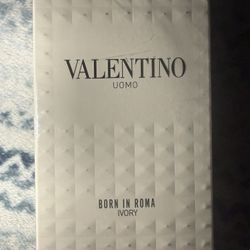 VALENTINO
UOMO
BORN IN ROMA
IVORY